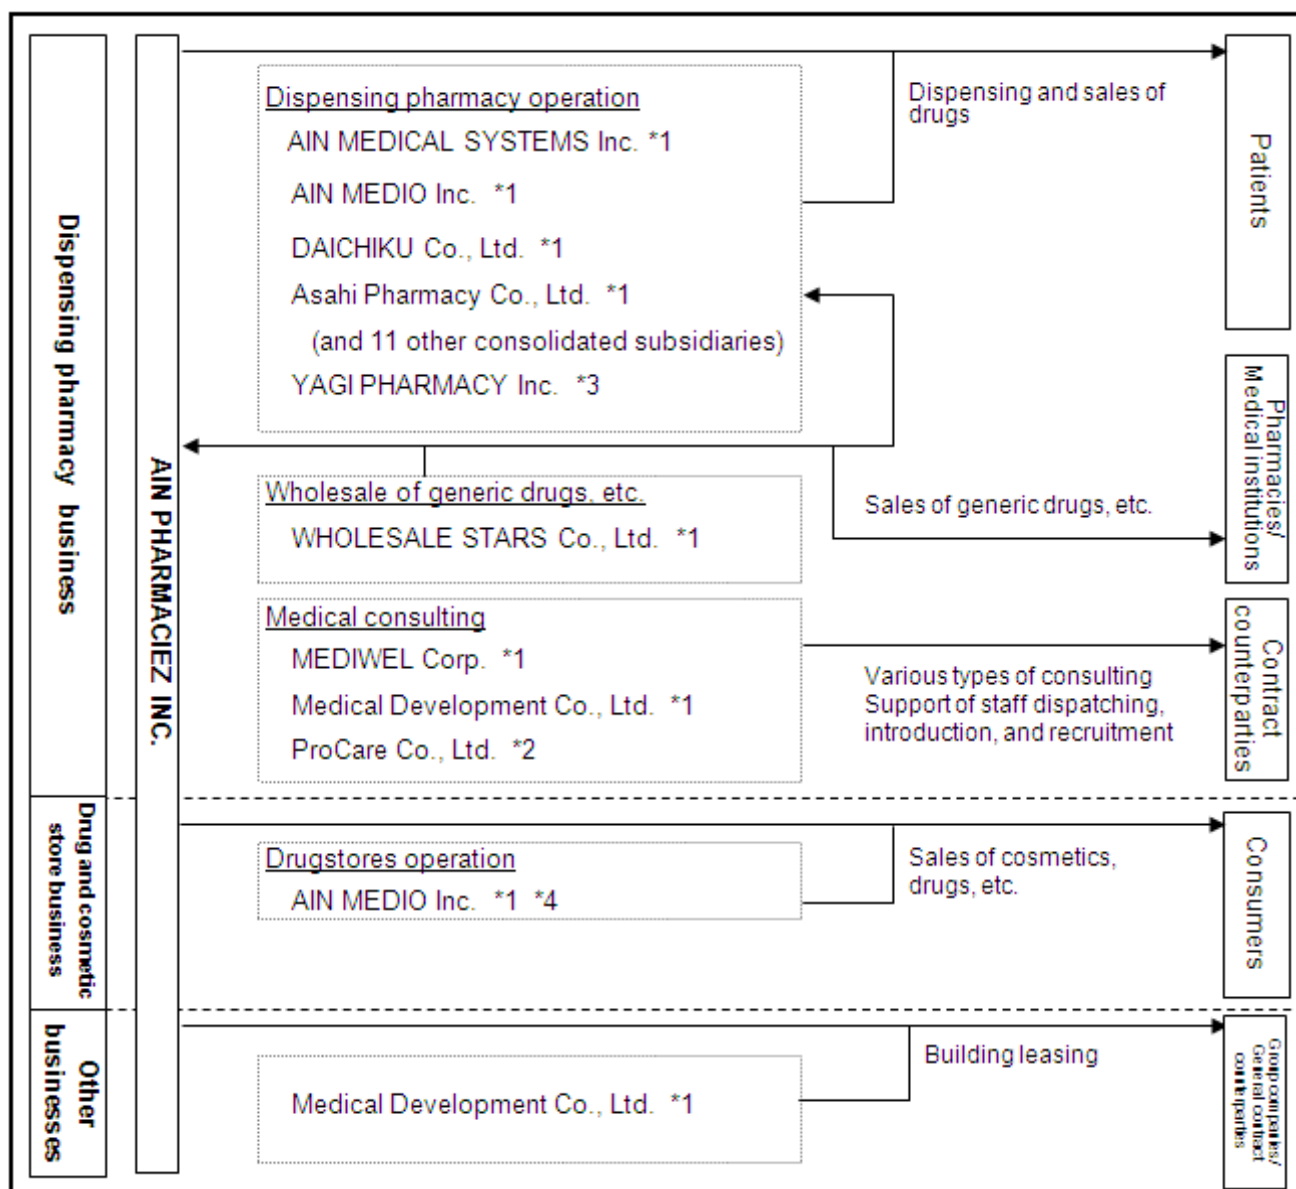 Dispensing pharmacy business
AIN PHARMACIEZ INC.
Dispensing pharmacy operation
AIN MEDICAL SYSTEMS Inc. *1
AIN MEDIO Inc. *1
DAICHIKU Co., Ltd. *1
Asahi Pharmacy Co., Ltd. *1
(and 11 other consolidated subsidiaries)
YAGI PHARMACY Inc. *3
Dispensing and sales of
drugs
Patients
Wholesale of generic drugs, etc.
WHOLESALE STARS Co., Ltd. *1
Sales of generic drugs, etc.
Pharmacies/
Medical institutions
Medical consulting
MEDIWEL Corp. *1
Medical Development Co., Ltd. *1
ProCare Co., Ltd. *2
Various types of consulting
Support of staff dispatching,
introduction, and recruitment
Contract
counterparties
Drug and cosmetic
store business
Drugstores operation
AIN MEDIO Inc. *1 *4
Sales of cosmetics,
drugs, etc.
Consumers
Other
businesses
Medical Development Co., Ltd. *1
Building leasing
Group companies/
General contract
counterparties